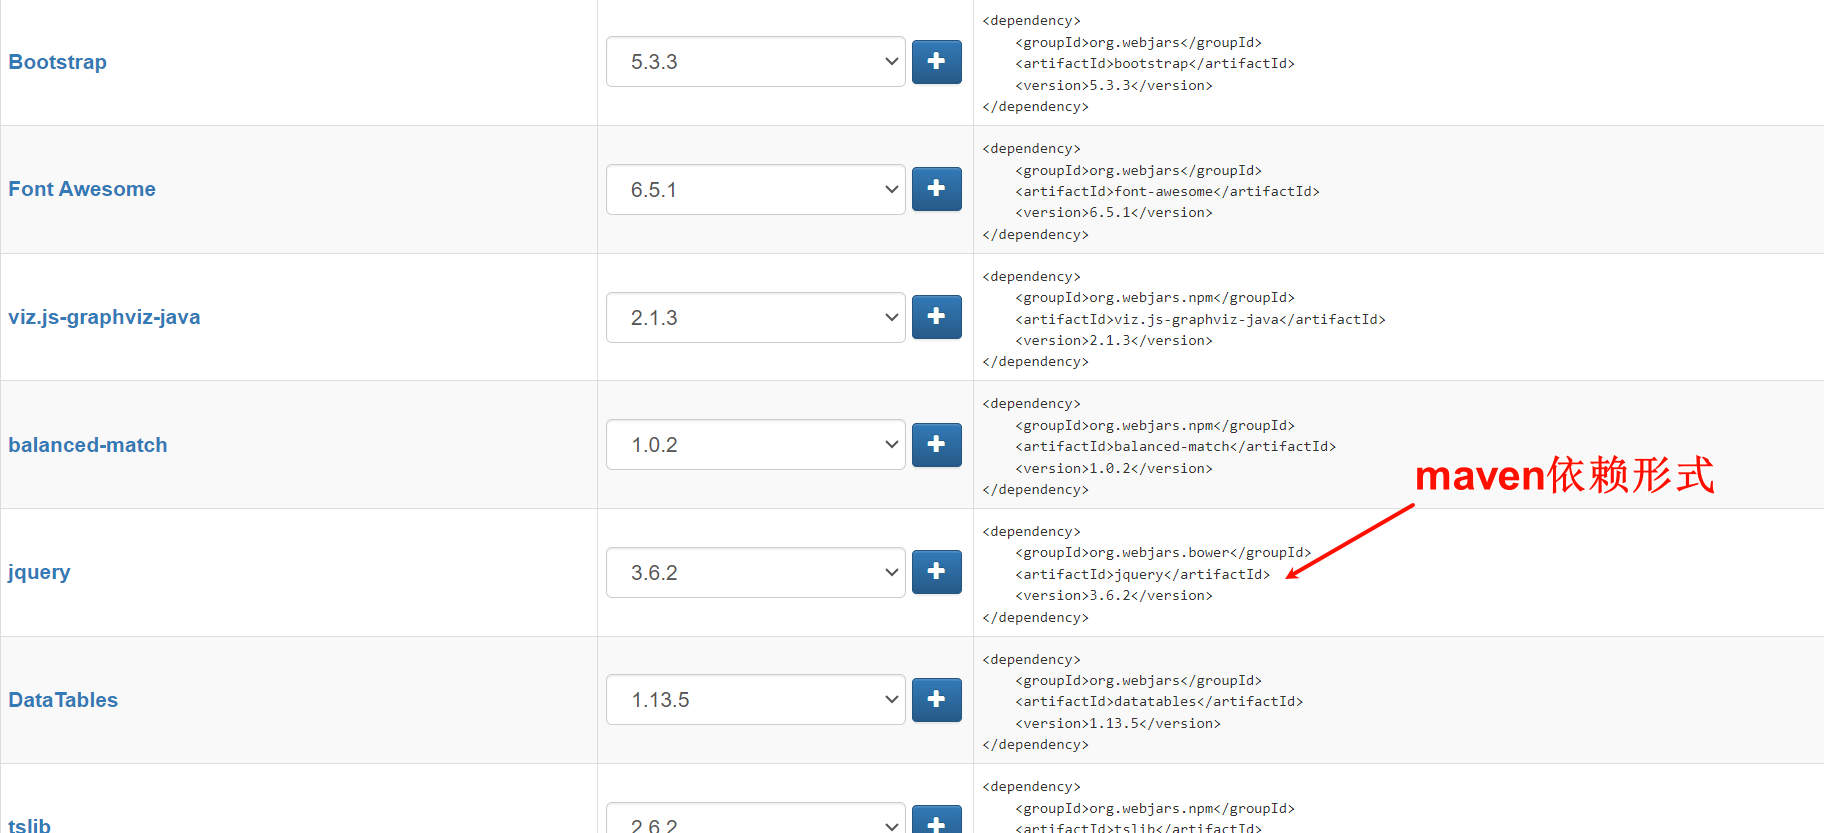 Bootstrap
5.3.3
<dependency>
<groupId>org.webjars</groupId>
<artifactId>bootstrap</artifactId>
<version>5.3.3</version>
</dependency>
Font Awesome
6.5.1
<dependency>
<groupId>org.webjars</groupId>
<artifactId>font-awesome</artifactId>
<version>6.5.1</version>
</dependency>
viz.js-graphviz-java
2.1.3
<dependency>
<groupId>org.webjars.npm</groupId>
<artifactId>viz.js-graphviz-java</artifactId>
<version>2.1.3</version>
</dependency>
balanced-match
1.0.2
<dependency>
<groupId>org.webjars.npm</groupId>
<artifactId>balanced-match</artifactId>
<version>1.0.2</version>
</dependency>
maven依赖形式
jquery
3.6.2
<dependency>
<groupId>org.webjars.bower</groupId>
<artifactId>jquery</artifactId>
<version>3.6.2</version>
</dependency>
DataTables
1.13.5
<dependency>
<groupId>org.webjars</groupId>
<artifactId>datatables</artifactId>
<version>1.13.5</version>
</dependency>
tslib
2.6.2
<dependency>
<groupId>org.webjars.npm</groupId>
<artifactId>tslib</artifactId>